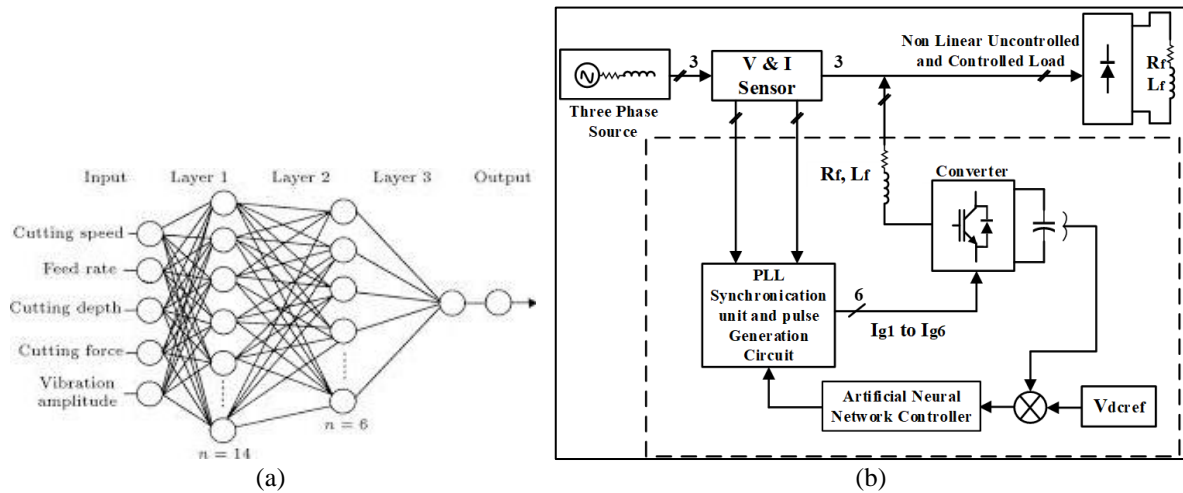 Input
Layer 1
Layer 2
Layer 3
Output
Cutting speed
Feed rate
Cutting depth
Cutting force
Vibration
amplitude
n = 6
n = 14
(a)
3
V & I
Sensor
3
Three Phase
Source
Non Linear Uncontrolled
and Controlled Load
Rf
Lf
Rf, Lf
Converter
PLL
Synchronication
unit and pulse
Generation
Circuit
6
Ig1 to Ig6
Artificial Neural
Network Controller
Vdcref
(b)